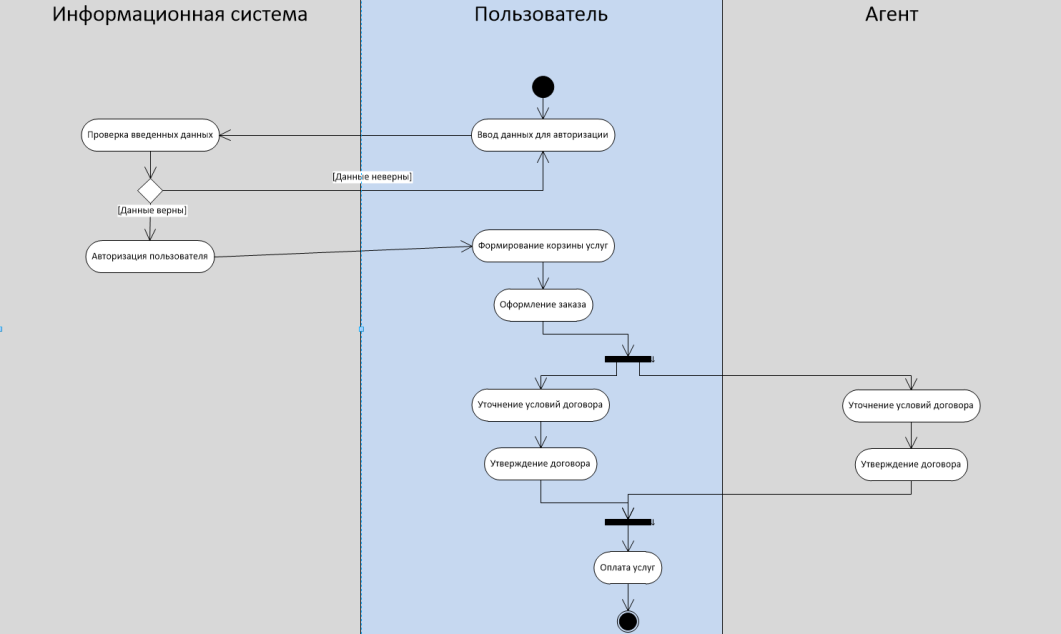 Информационная система
Пользователь
Агент
Проверка введенных данных
Ввод данных для авторизации
[Данные неверны]
[Данные верны]
Авторизация пользователя
Формирование корзины услуг
Оформление заказа
Уточнение условий договора
Уточнение условий договора
Утверждение договора
Утверждение договора
Оплата услуг